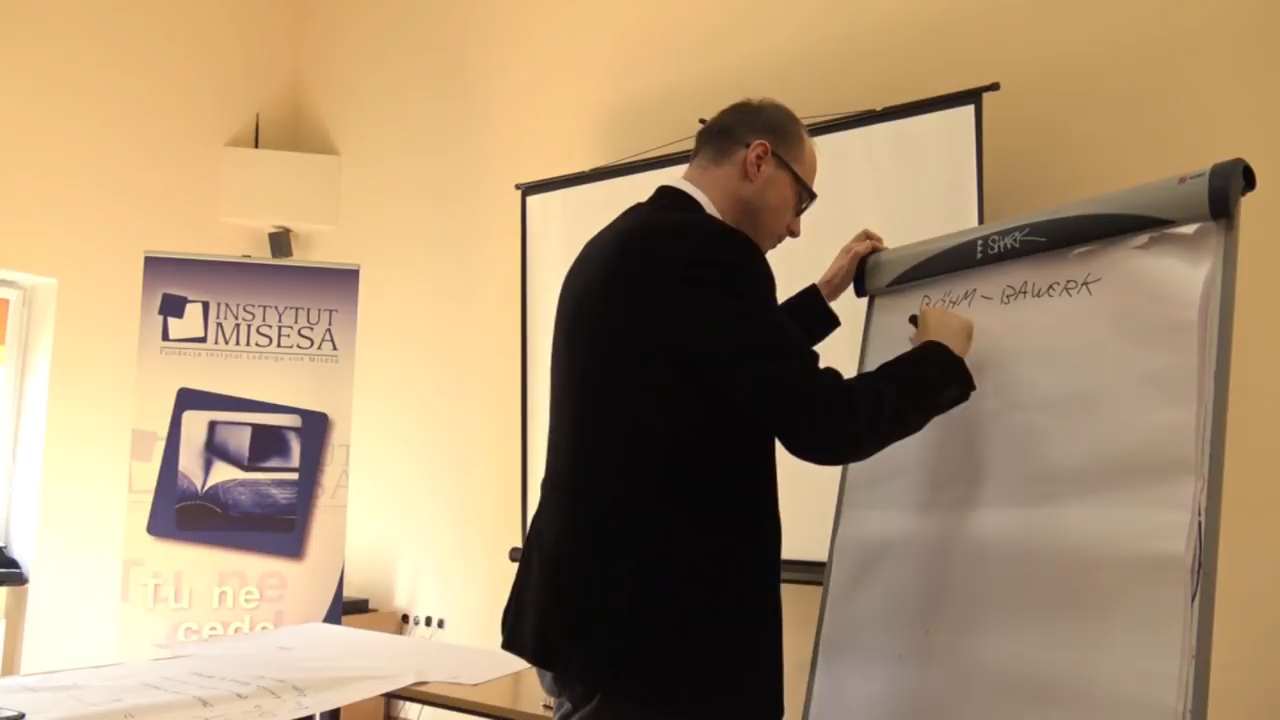 INSTYTUT
MISESA
Fundacja Instytut Ludwiga von Misesa
Tu ne
cede
E SHARK
BÖHM - BAWERK